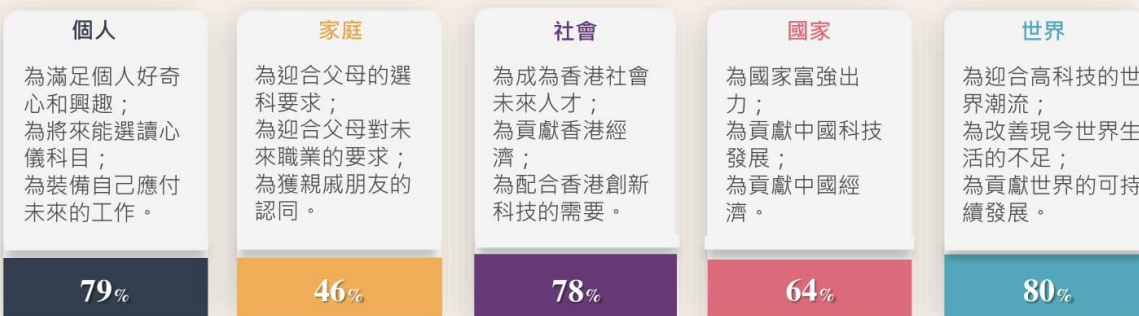 個人
為滿足個人好奇
心和興趣；
為將來能選讀心
儀科目；
為裝備自己應付
未來的工作。
79%
家庭
為迎合父母的選
科要求；
為迎合父母對未
來職業的要求；
為獲親戚朋友的
認同。
46%
社會
為成為香港社會
未來人才；
為貢獻香港經
濟；
為配合香港創新
科技的需要。
78%
國家
為國家富強出
力；
為貢獻中國科技
發展；
為貢獻中國經
濟。
64%
世界
為迎合高科技的世
界潮流；
為改善現今世界生
活的不足；
為貢獻世界的可持
續發展。
80%